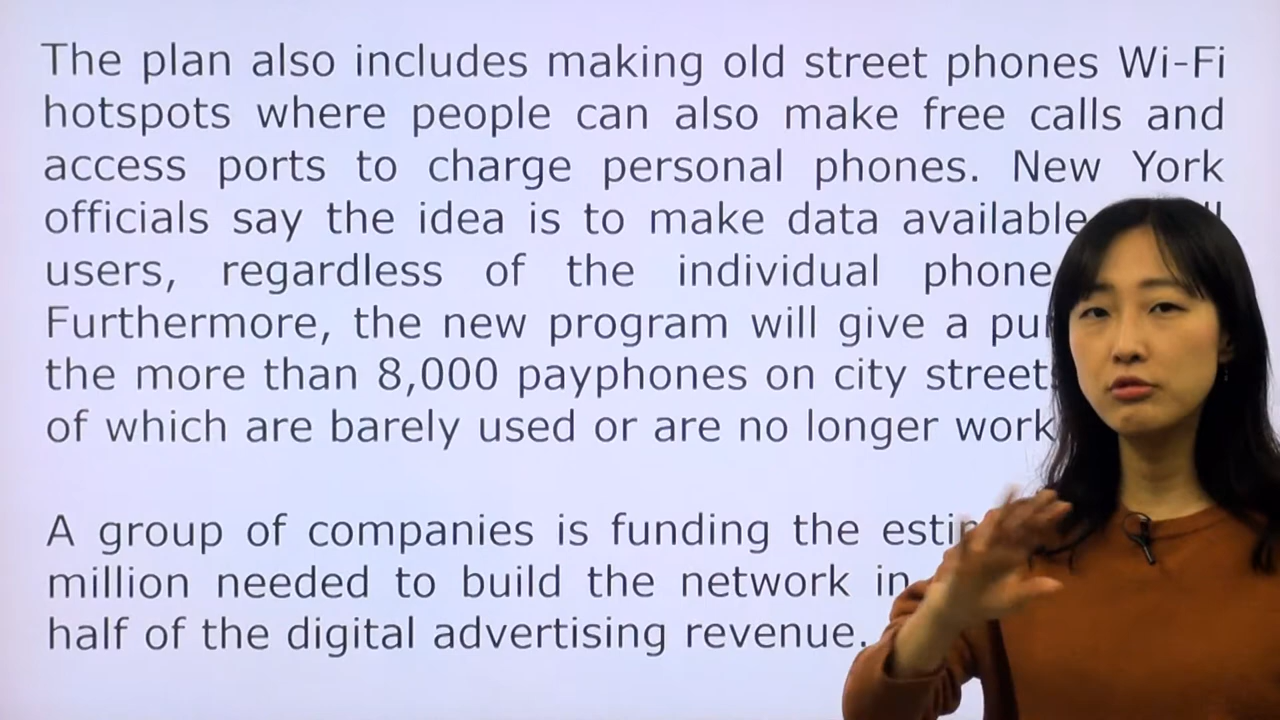 The plan also includes making old street phones Wi-Fi
hotspots where people can also make free calls and
access ports to charge personal phones. New York
officials say the idea is to make data available
users, regardless of the individual phone
Furthermore, the new program will give a
the more than 8,000 payphones on city
of which are barely used or are no longer
A group of companies is funding the
million needed to build the network in
half of the digital advertising revenue.